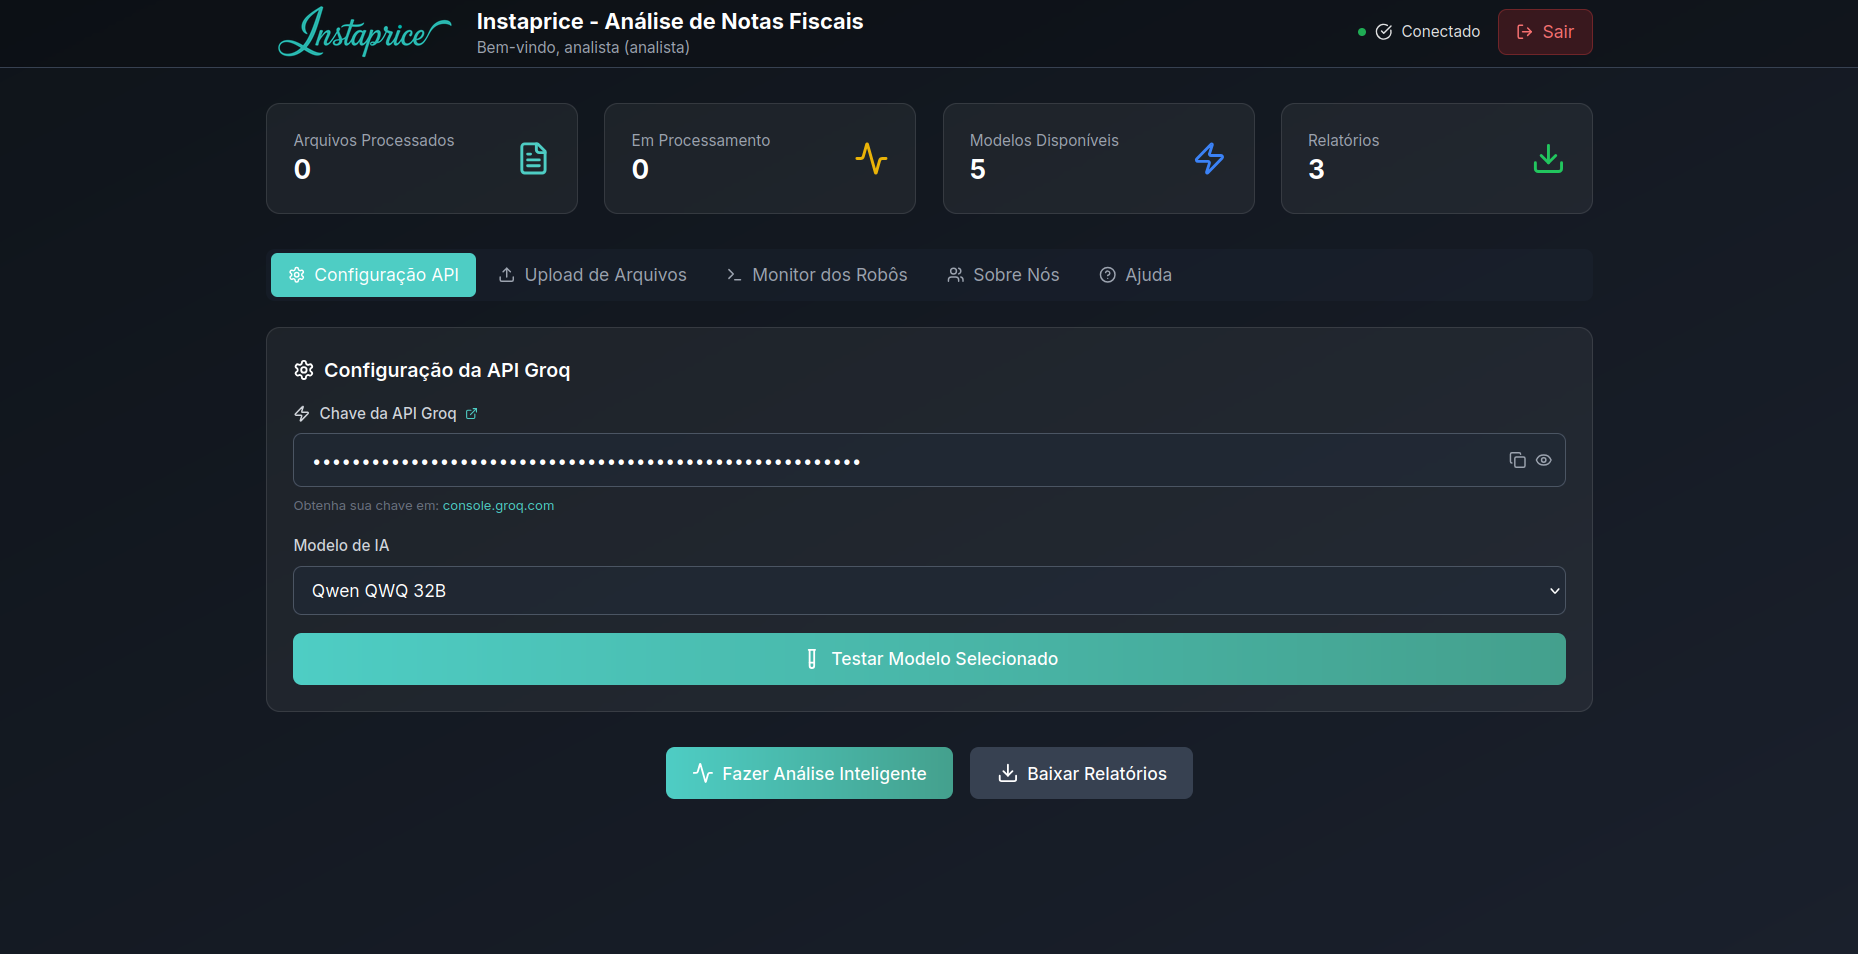 Instaprice
Instaprice - Análise de Notas Fiscais
Bem-vindo, analista (analista)
Conectado
Sair
Arquivos Processados
0
Em Processamento
0
Modelos Disponíveis
5
Relatórios
3
Configuração API
Upload de Arquivos
Monitor dos Robôs
Sobre Nós
Ajuda
Configuração da API Groq
Chave da API Groq
••••••••••••••••••••••••••••••••••••••••••••••••••••••••
Obtenha sua chave em: console.groq.com
Modelo de IA
Qwen QWQ 32B
Testar Modelo Selecionado
Fazer Análise Inteligente
Baixar Relatórios